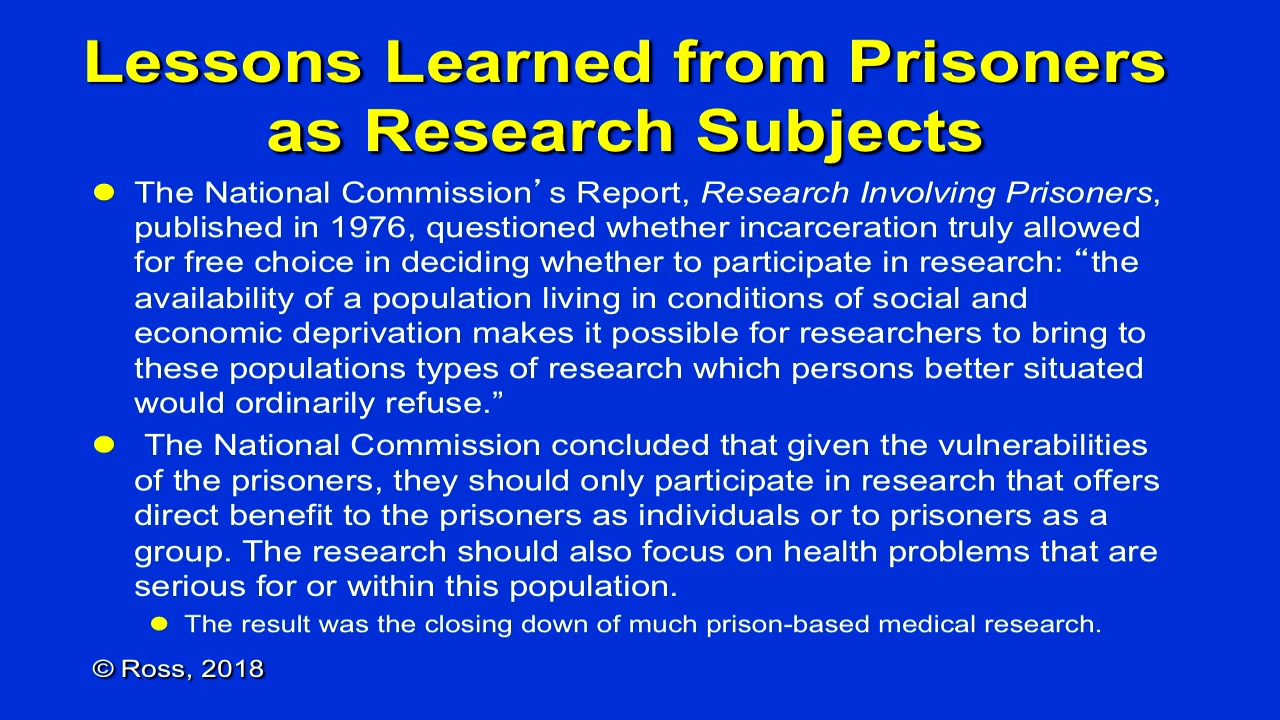 Lessons Learned from Prisoners
as Research Subjects
The National Commission’s Report, Research Involving Prisoners,
published in 1976, questioned whether incarceration truly allowed
for free choice in deciding whether to participate in research: “the
availability of a population living in conditions of social and
economic deprivation makes it possible for researchers to bring to
these populations types of research which persons better situated
would ordinarily refuse.”
The National Commission concluded that given the vulnerabilities
of the prisoners, they should only participate in research that offers
direct benefit to the prisoners as individuals or to prisoners as a
group. The research should also focus on health problems that are
serious for or within this population.
The result was the closing down of much prison-based medical research.
© Ross, 2018